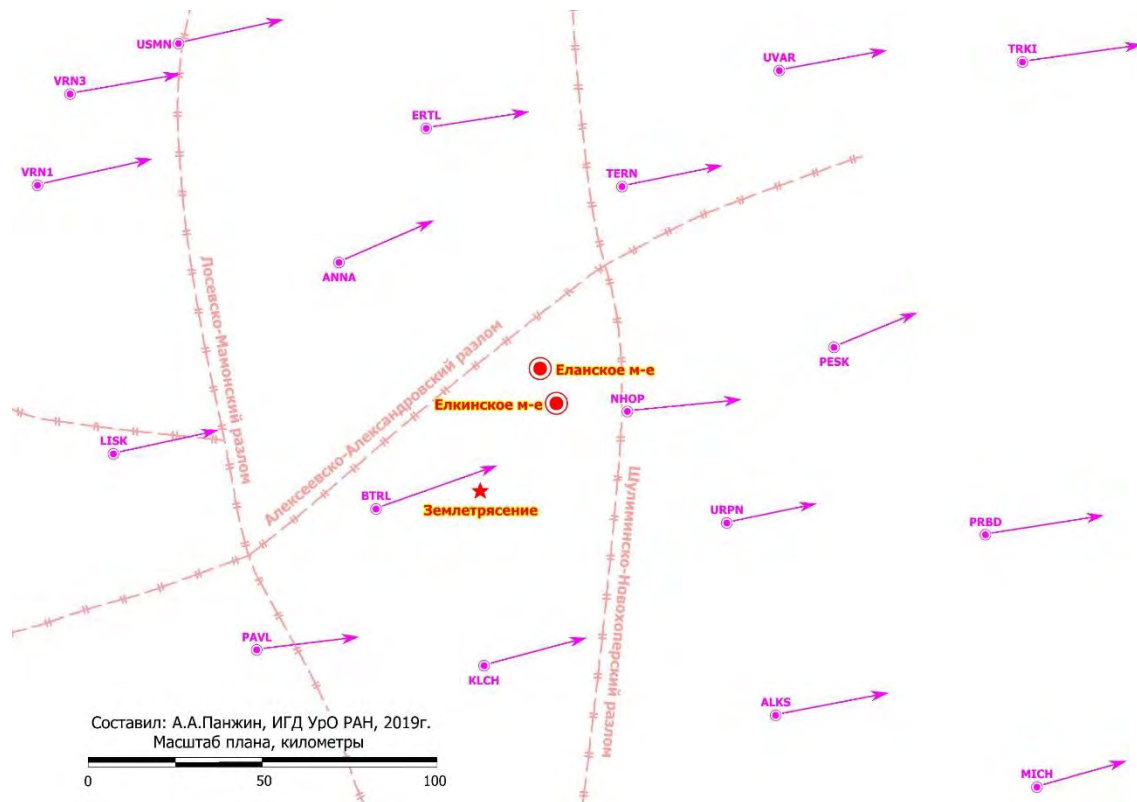 USMN
UVAR
TRKI
VRN3
ERTL
VRN1
TERN
ANNA
Лосевско-Мамонский разлом
Алексеевско-Александровский разлом
PESK
Еланское м-е
Елкинское м-е
NHOP
LISK
BTRL
Землетрясение
URPN
PRBD
Шулиминско-Новохоперский разлом
PAVL
KLCH
ALKS
MICH
Составил: А.А.Панжин, ИГД УрО РАН, 2019г.
Масштаб плана, километры
0 50 100